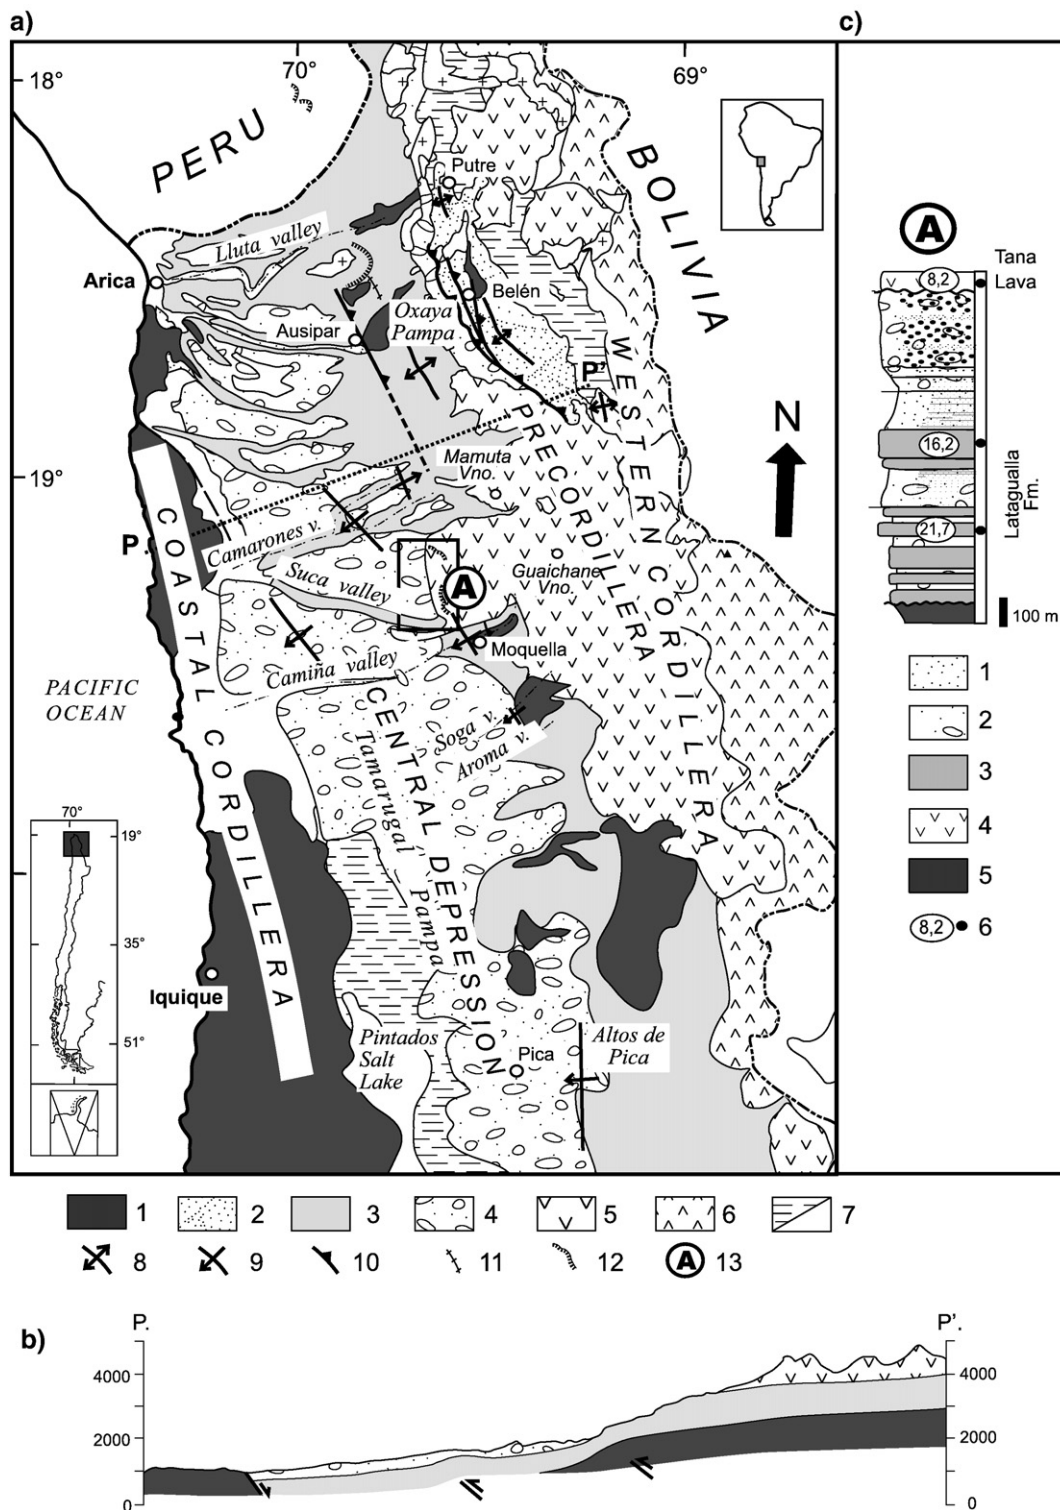 a)
c)
18°
70°
69°
PERU
BOLIVIA
Putre
Lluta valley
Arica
Belén
Ausipar
Oxaya
Pampa
P'
WESTERN CORDILLERA
PRECORDILLERA
N
19°
Mamuta
Vno.
P.
Camarones v.
Suca valley
Guaichane
Vno.
A
Moquella
Camiña valley
PACIFIC
OCEAN
COASTAL CORDILLERA
CENTRAL DEPRESSION
Tamarugal Pampa
Soga v.
Aroma v.
Iquique
Pintados
Salt
Lake
Pica
Altos de
Pica
70°
19°
35°
51°
A
Tana
Lava
8,2
16,2
21,7
Latagualla
Fm.
100 m
1
2
3
4
5
8,2 6
1 2 3 4 5 6 7
8 9 10 11 12 A 13
b)
P. P'.
4000 4000
2000 2000
0 0